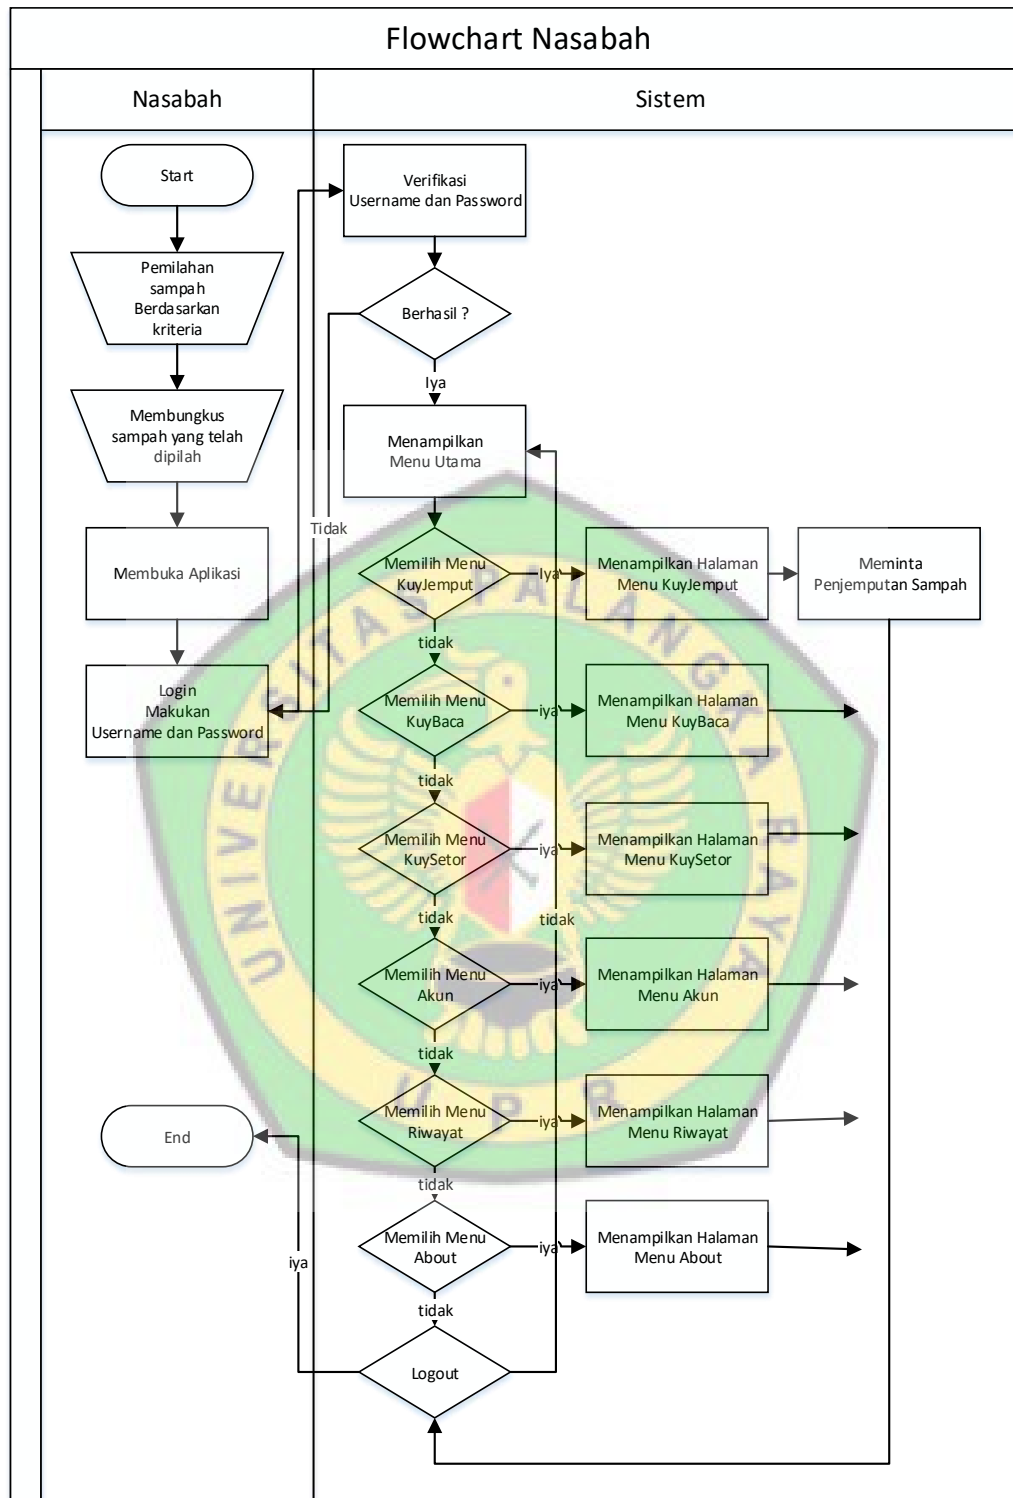 Flowchart Nasabah
Nasabah
Sistem
Start
Pemilahan
sampah
Berdasarkan
kriteria
Membungkus
sampah yang telah
dipilah
Membuka Aplikasi
Login
Makukan
Username dan Password
End
Verifikasi
Username dan Password
Berhasil ?
Tidak
Iya
Menampilkan
Menu Utama
Memilih Menu
KuyJemput
Iya
Menampilkan Halaman
Menu KuyJemput
Meminta
Penjemputan Sampah
tidak
Memilih Menu
KuyBaca
iya
Menampilkan Halaman
Menu KuyBaca
tidak
Memilih Menu
KuySetor
iya
Menampilkan Halaman
Menu KuySetor
tidak
tidak
Memilih Menu
Akun
iya
Menampilkan Halaman
Menu Akun
tidak
Memilih Menu
Riwayat
iya
Menampilkan Halaman
Menu Riwayat
tidak
Memilih Menu
About
iya
Menampilkan Halaman
Menu About
tidak
iya
Logout
UNIVERSITAS PALANGKA RAYA
UPR